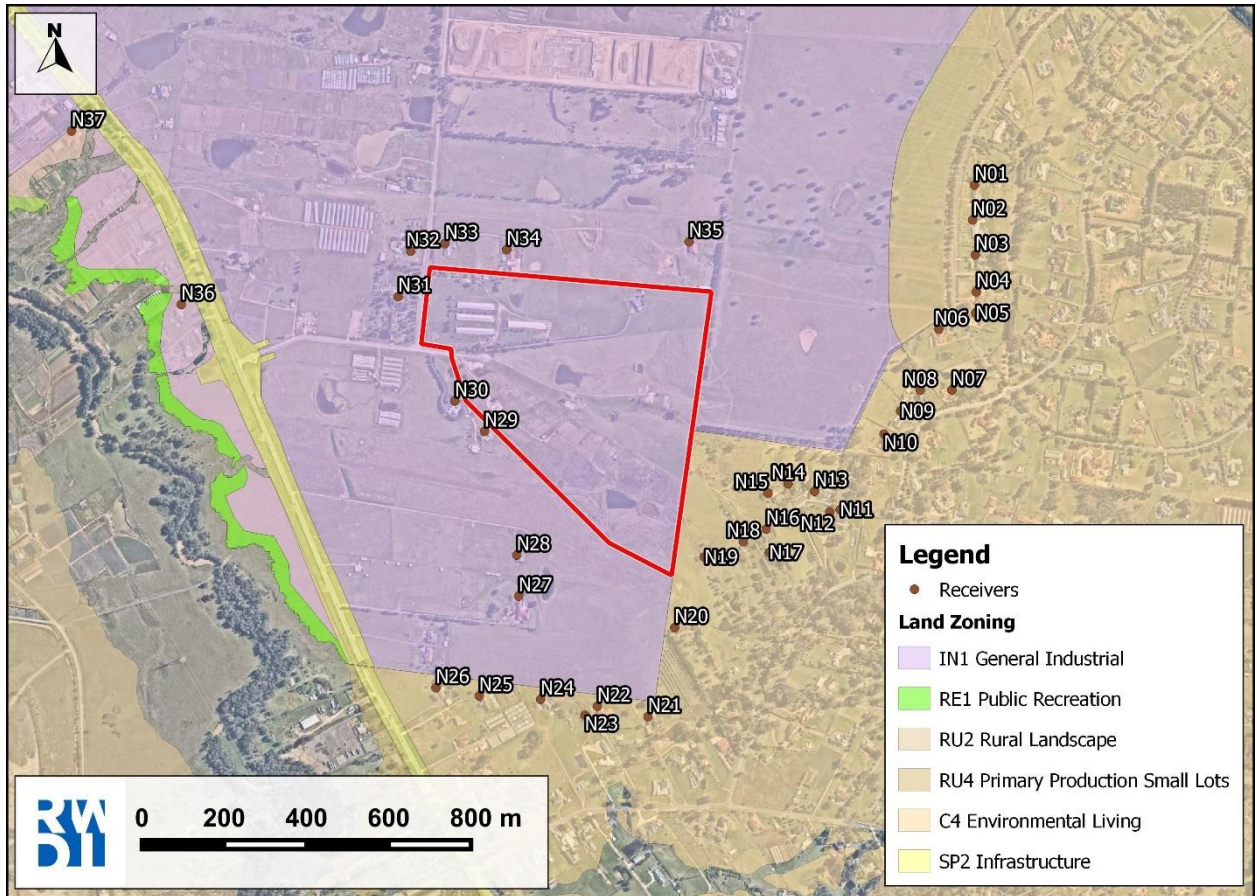 N
N37
N01
N02
N33
N32
N34
N35
N03
N31
N04
N36
N05
N06
N08
N07
N30
N09
N29
N10
N14
N15
N13
N16
N11
N12
N18
N28
N19
N17
N27
N20
N26
N25
N24
N22
N21
N23
Legend
Receivers
Land Zoning
IN1 General Industrial
RE1 Public Recreation
RU2 Rural Landscape
RU4 Primary Production Small Lots
C4 Environmental Living
SP2 Infrastructure
RWDI
0 200 400 600 800 m